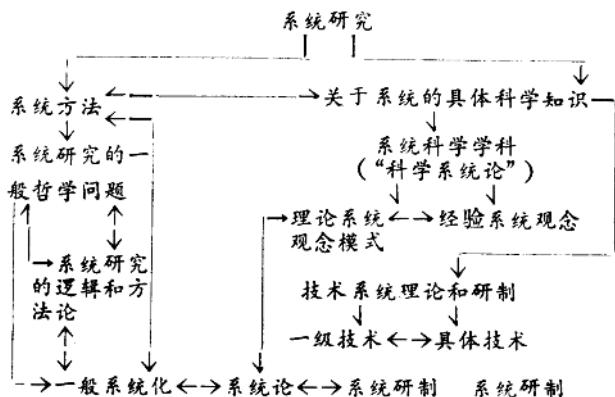 系统研究
系统方法
关于系统的具体科学知识
系统研究的一
般哲学问题
系统科学学科
（“科学系统论”）
理论系统
观念模式
经验系统观念
系统研究
的逻辑和方
法论
技术系统理论和研制
一级技术
具体技术
一般系统化
系统论
系统研制
系统研制